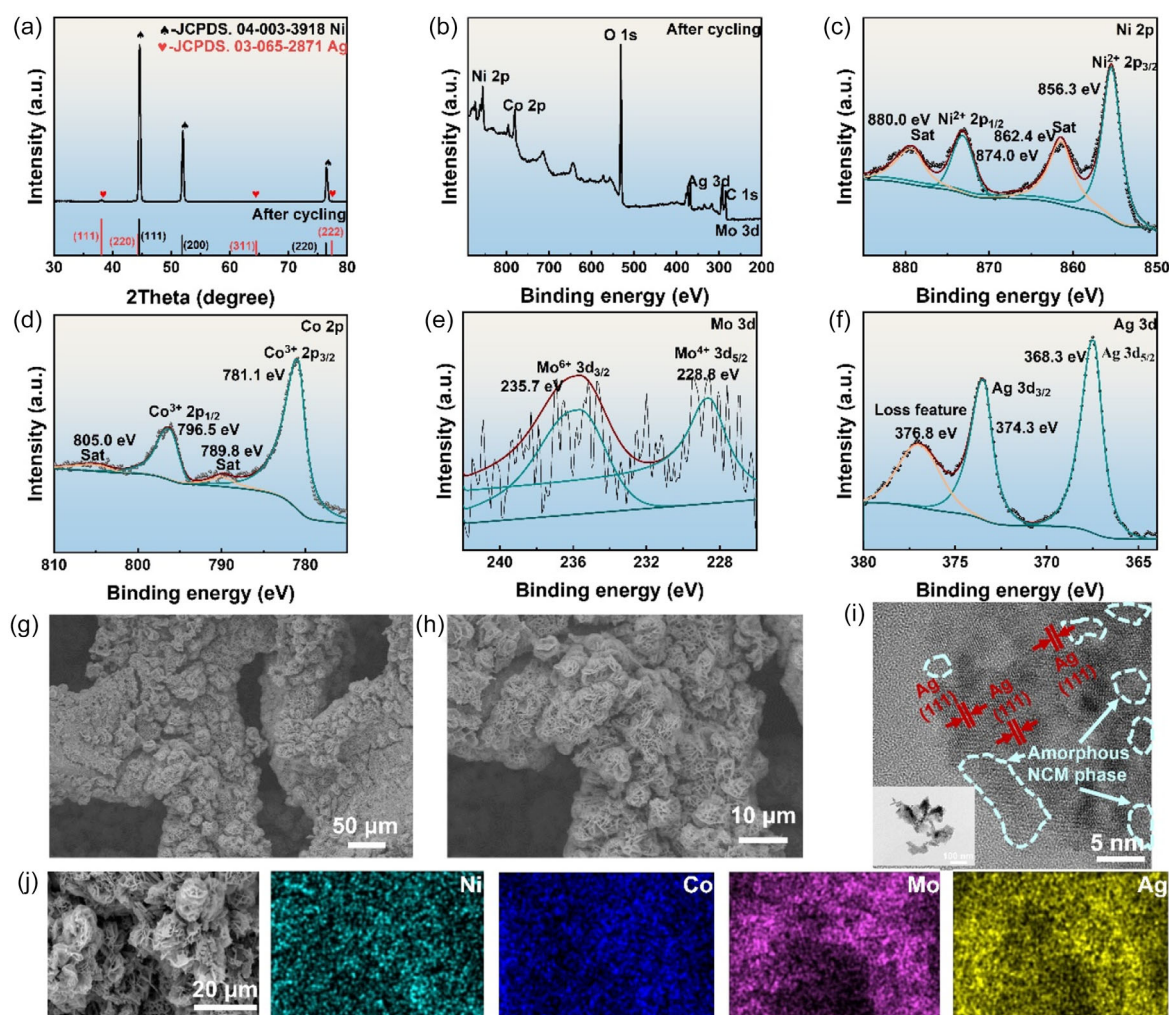 (a)
♠-JCPDS. 04-003-3918 Ni
♥-JCPDS. 03-065-2871 Ag
After cycling
(111)
(220)
(111)
(200)
(311)
(220)
(222)
30 40 50 60 70 80
2Theta (degree)
Intensity (a.u.)
(b)
After cycling
O 1s
Ni 2p
Co 2p
Ag 3d
C 1s
Mo 3d
800 700 600 500 400 300 200
Binding energy (eV)
Intensity (a.u.)
(c)
Ni 2p
Ni²⁺ 2p₃/₂
856.3 eV
880.0 eV
Sat
Ni²⁺ 2p₁/₂
874.0 eV
862.4 eV
Sat
880 870 860 850
Binding energy (eV)
Intensity (a.u.)
(d)
Co 2p
Co³⁺ 2p₃/₂
781.1 eV
Co³⁺ 2p₁/₂
796.5 eV
805.0 eV
Sat
789.8 eV
Sat
810 800 790 780
Binding energy (eV)
Intensity (a.u.)
(e)
Mo 3d
Mo⁶⁺ 3d₃/₂
235.7 eV
Mo⁴⁺ 3d₅/₂
228.8 eV
240 236 232 228
Binding energy (eV)
Intensity (a.u.)
(f)
Ag 3d
368.3 eV
Ag 3d₅/₂
Ag 3d₃/₂
374.3 eV
Loss feature
376.8 eV
380 375 370 365
Binding energy (eV)
Intensity (a.u.)
(g)
50 μm
(h)
10 μm
(i)
Ag
(111)
Ag
(111)
Ag
(111)
Amorphous
NCM phase
5 nm
(j)
20 μm
Ni
Co
Mo
Ag